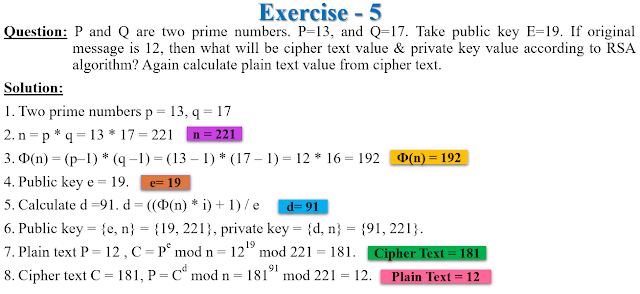 Exercise - 5
Question: P and Q are two prime numbers. P=13, and Q=17. Take public key E=19. If original
message is 12, then what will be cipher text value & private key value according to RSA
algorithm? Again calculate plain text value from cipher text.
Solution:
1. Two prime numbers p = 13, q = 17
2. n = p * q = 13 * 17 = 221 n = 221
3. Φ(n) = (p–1) * (q –1) = (13 – 1) * (17 – 1) = 12 * 16 = 192 Φ(n) = 192
4. Public key e = 19. e= 19
5. Calculate d =91. d = ((Φ(n) * i) + 1) / e d= 91
6. Public key = {e, n} = {19, 221}, private key = {d, n} = {91, 221}.
7. Plain text P = 12 , C = Pᵉ mod n = 12¹⁹ mod 221 = 181. Cipher Text = 181
8. Cipher text C = 181, P = Cᵈ mod n = 181⁹¹ mod 221 = 12. Plain Text = 12